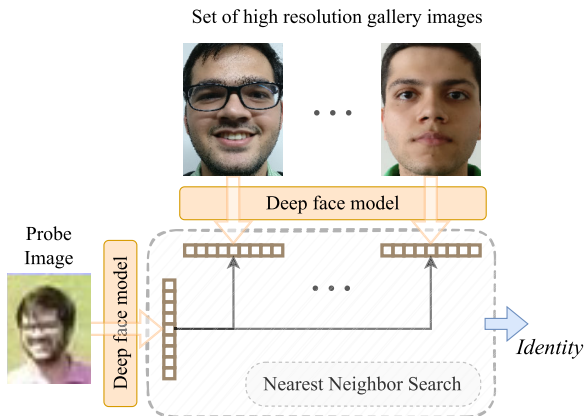 Set of high resolution gallery images
Deep face model
Probe
Image
Deep face model
Identity
Nearest Neighbor Search